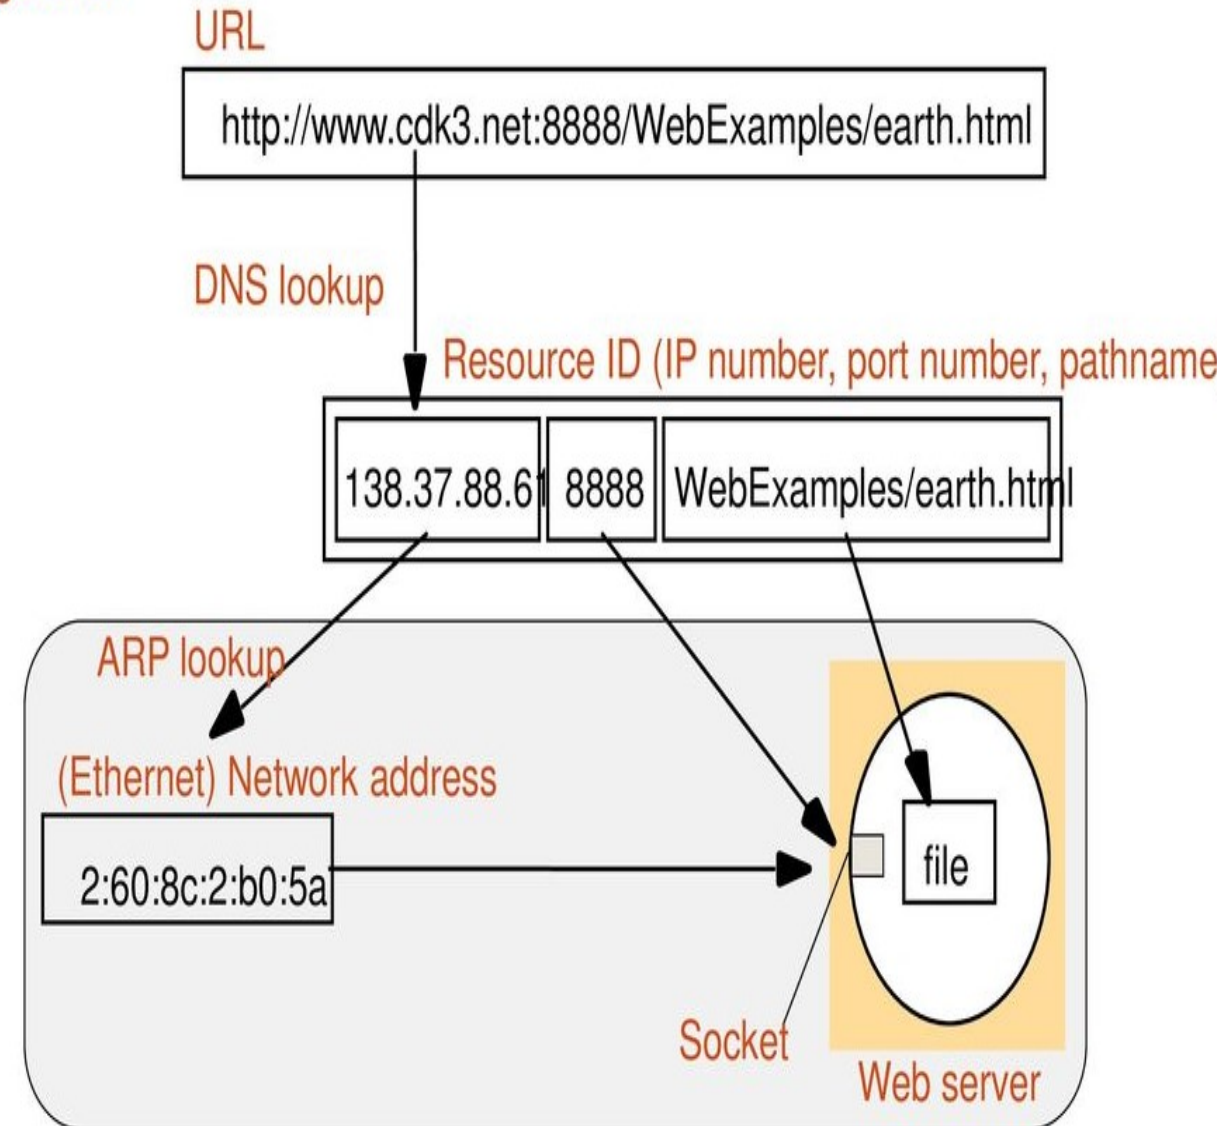 URL
http://www.cdk3.net:8888/WebExamples/earth.html
DNS lookup
Resource ID (IP number, port number, pathname
138.37.88.61 8888 WebExamples/earth.html
ARP lookup
(Ethernet) Network address
2:60:8c:2:b0:5a
file
Socket
Web server